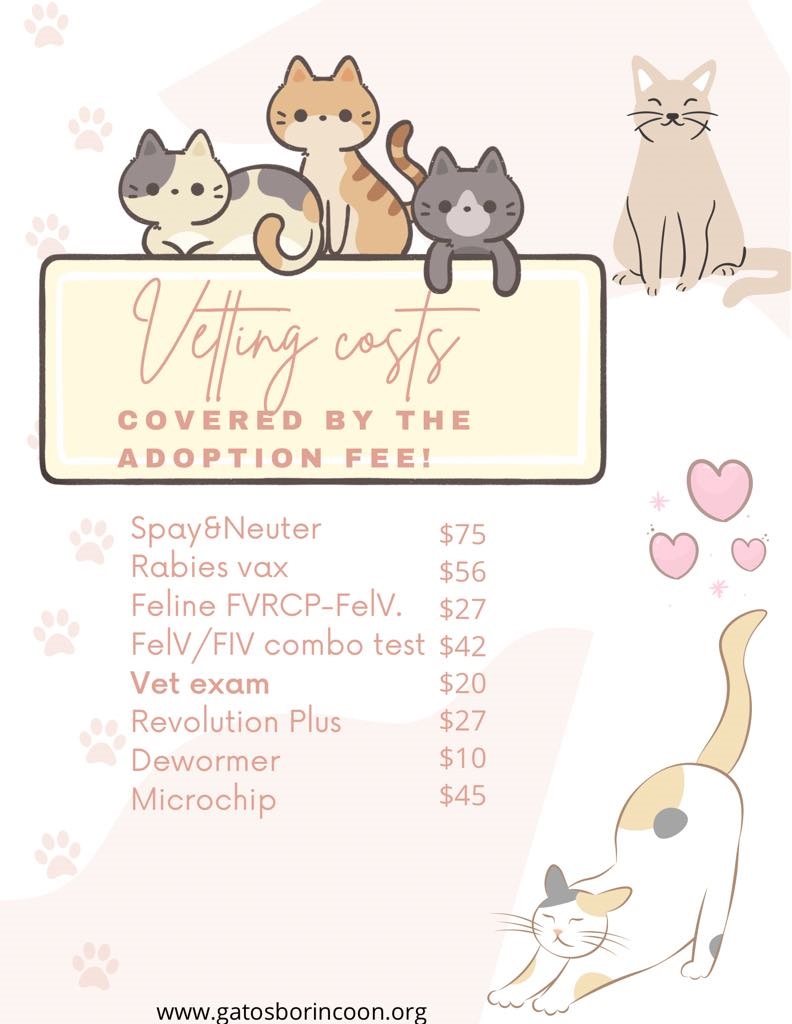 Vetting costs
COVERED BY THE
ADOPTION FEE!
Spay&Neuter $75
Rabies vax $56
Feline FVRCP-FelV. $27
FelV/FIV combo test $42
Vet exam $20
Revolution Plus $27
Dewormer $10
Microchip $45
www.gatosborincoon.org